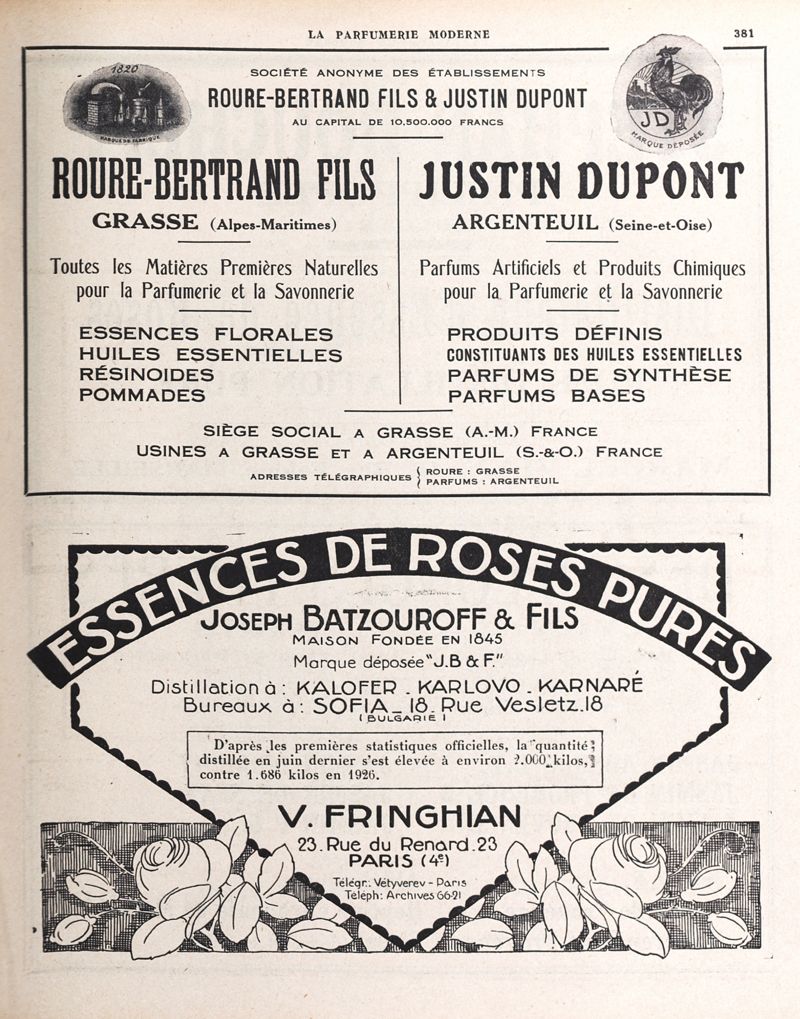 LA PARFUMERIE MODERNE
381
1820
MARQUE DE FABRIQUE
JD
MARQUE DÉPOSÉE
SOCIÉTÉ ANONYME DES ÉTABLISSEMENTS
ROURE-BERTRAND FILS & JUSTIN DUPONT
AU CAPITAL DE 10.500.000 FRANCS
ROURE-BERTRAND FILS
GRASSE (Alpes-Maritimes)
Toutes les Matières Premières Naturelles
pour la Parfumerie et la Savonnerie
ESSENCES FLORALES
HUILES ESSENTIELLES
RÉSINOIDES
POMMADES
JUSTIN DUPONT
ARGENTEUIL (Seine-et-Oise)
Parfums Artificiels et Produits Chimiques
pour la Parfumerie et la Savonnerie
PRODUITS DÉFINIS
CONSTITUANTS DES HUILES ESSENTIELLES
PARFUMS DE SYNTHÈSE
PARFUMS BASES
SIÈGE SOCIAL A GRASSE (A.-M.) FRANCE
USINES A GRASSE ET A ARGENTEUIL (S.-&-O.) FRANCE
ADRESSES TÉLÉGRAPHIQUES { ROURE : GRASSE
PARFUMS : ARGENTEUIL
ESSENCES DE ROSES PURES
JOSEPH BATZOUROFF & FILS
MAISON FONDÉE EN 1845
Marque déposée "J.B & F."
Distillation à : KALOFER _ KARLOVO _ KARNARÉ
Bureaux à : SOFIA _ 18. Rue Vesletz.18
(BULGARIE)
D'après les premières statistiques officielles, la quantité
distillée en juin dernier s'est élevée à environ 2.000 kilos,
contre 1.686 kilos en 1926.
V. FRINGHIAN
23. Rue du Renard.23
PARIS (4e)
Télégr.: Vétyverev - Paris
Téleph: Archives 66-21